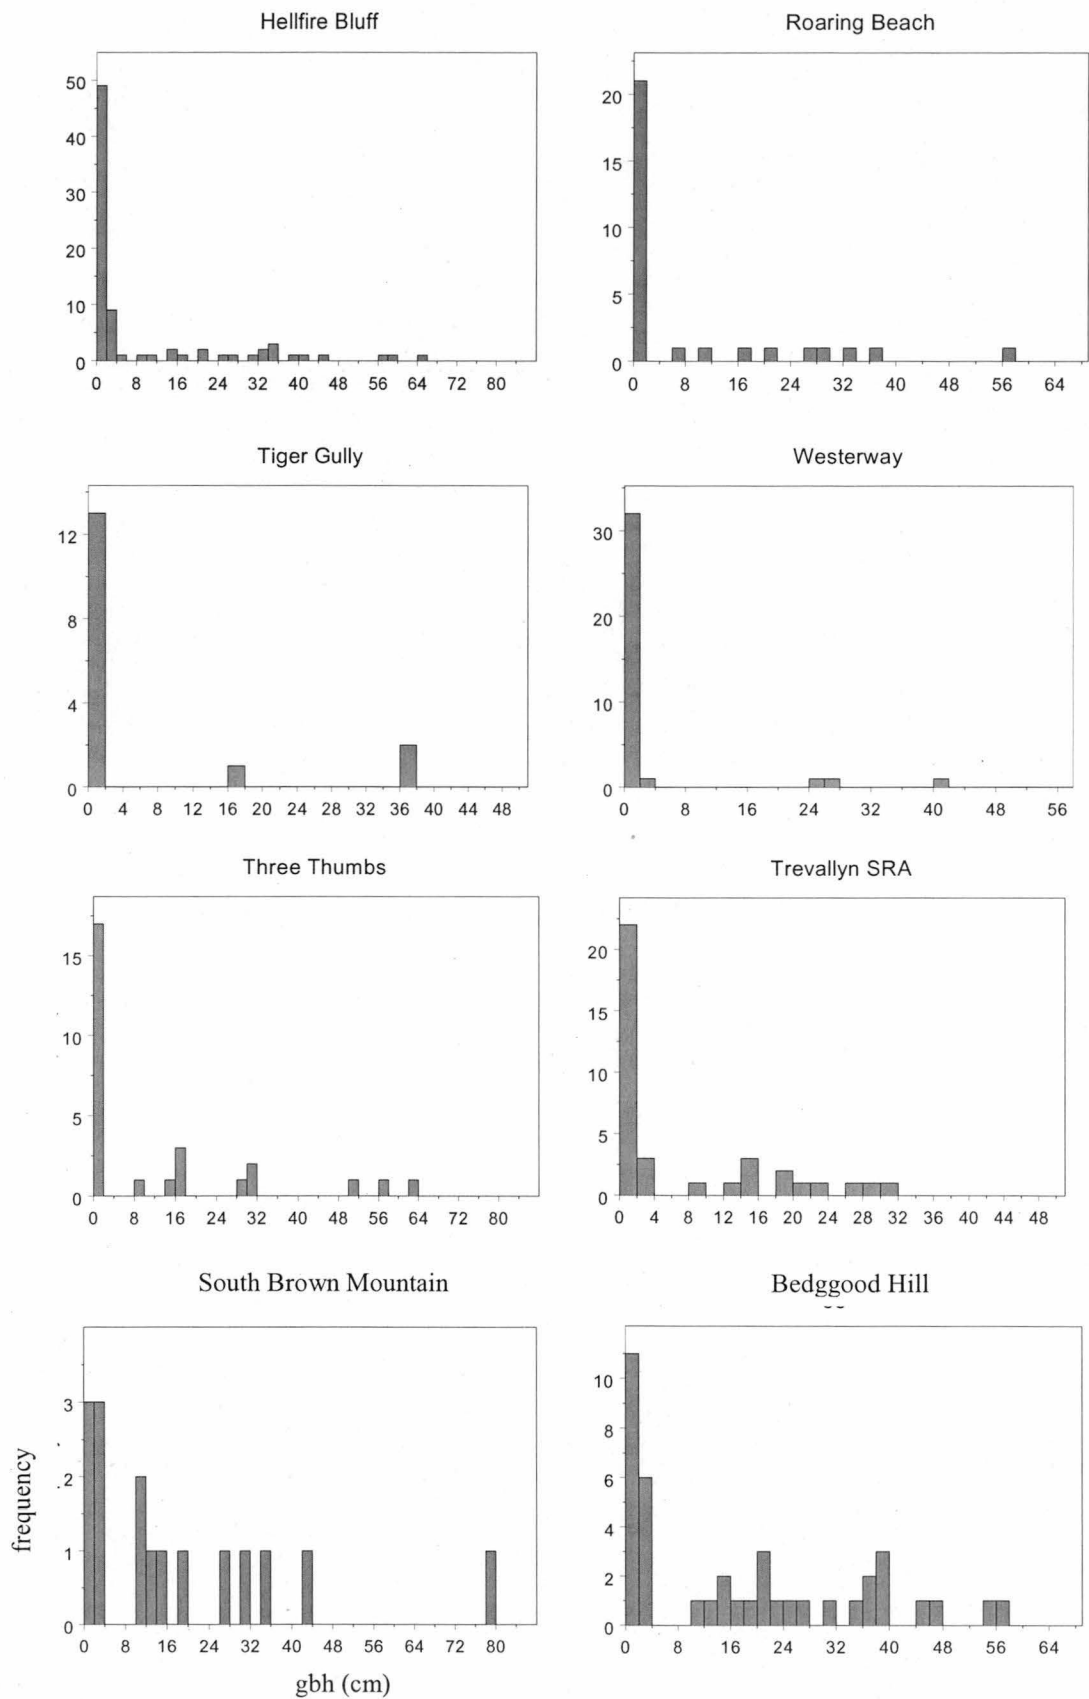 Hellfire Bluff
50
40
30
20
10
0
0 8 16 24 32 40 48 56 64 72 80
Roaring Beach
20
15
10
5
0
0 8 16 24 32 40 48 56 64
Tiger Gully
12
8
4
0
0 4 8 12 16 20 24 28 32 36 40 44 48
Westerway
30
20
10
0
0 8 16 24 32 40 48 56
Three Thumbs
15
10
5
0
0 8 16 24 32 40 48 56 64 72 80
Trevallyn SRA
20
15
10
5
0
0 4 8 12 16 20 24 28 32 36 40 44 48
South Brown Mountain
frequency
3
2
1
0
0 8 16 24 32 40 48 56 64 72 80
gbh (cm)
Bedggood Hill
10
8
6
4
2
0
0 8 16 24 32 40 48 56 64